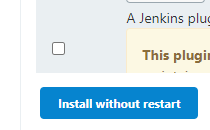 A Jenkins plug
This plugin
Install without restart